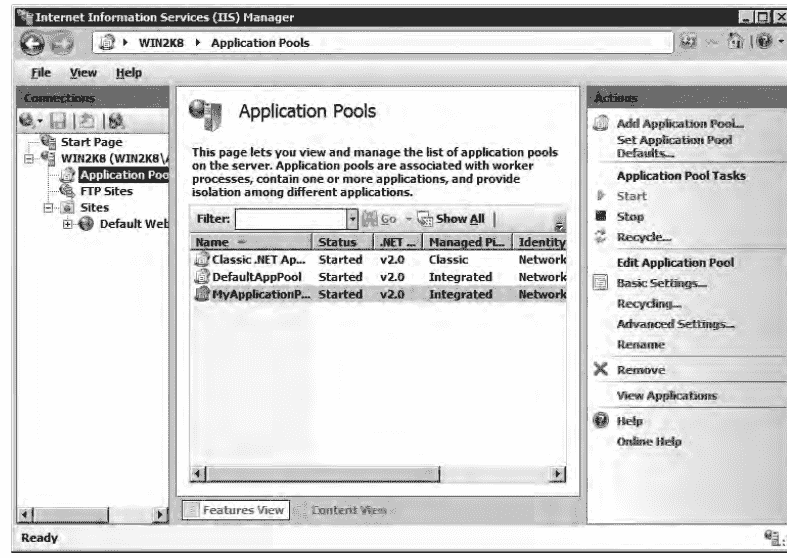 Internet Information Services (IIS) Manager
WIN2K8 Application Pools
File View Help
Connections
Start Page
WIN2K8 (WIN2K8\
Application Poo
FTP Sites
Sites
Default Web
Application Pools
This page lets you view and manage the list of application pools
on the server. Application pools are associated with worker
processes, contain one or more applications, and provide
isolation among different applications.
Filter: Go Show All
Name Status .NET ... Managed Pi... Identity
Classic .NET Ap... Started v2.0 Classic Network
DefaultAppPool Started v2.0 Integrated Network
MyApplicationP... Started v2.0 Integrated Network
Features View Content View
Actions
Add Application Pool...
Set Application Pool
Defaults...
Application Pool Tasks
Start
Stop
Recycle...
Edit Application Pool
Basic Settings...
Recycling...
Advanced Settings...
Rename
Remove
View Applications
Help
Online Help
Ready